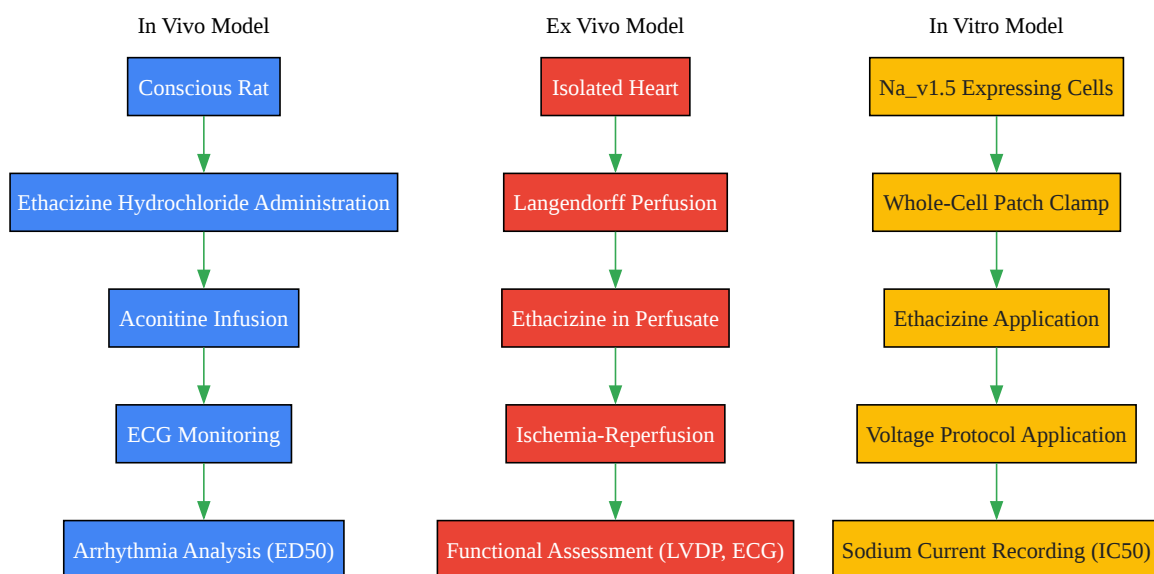 In Vivo Model
Conscious Rat
Ethacizine Hydrochloride Administration
Aconitine Infusion
ECG Monitoring
Arrhythmia Analysis (ED50)
Ex Vivo Model
Isolated Heart
Langendorff Perfusion
Ethacizine in Perfusate
Ischemia-Reperfusion
Functional Assessment (LVDP, ECG)
In Vitro Model
Na_v1.5 Expressing Cells
Whole-Cell Patch Clamp
Ethacizine Application
Voltage Protocol Application
Sodium Current Recording (IC50)